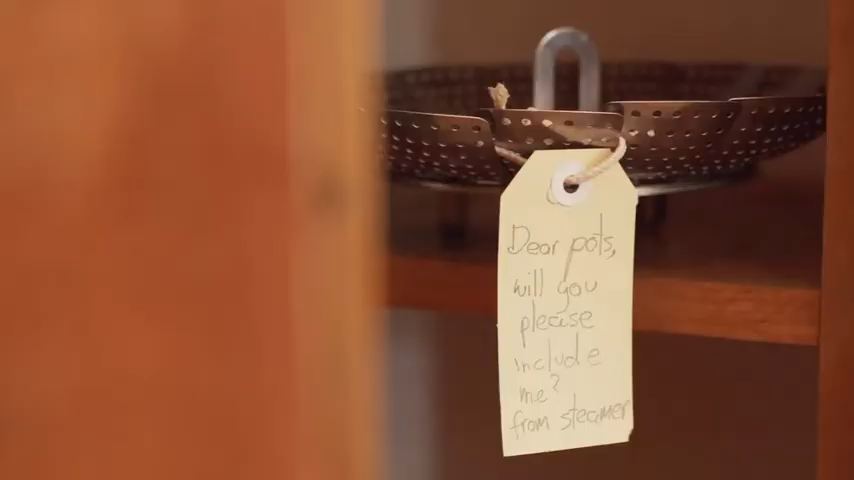 Dear pots,
will you
please
include
me?
from steamer